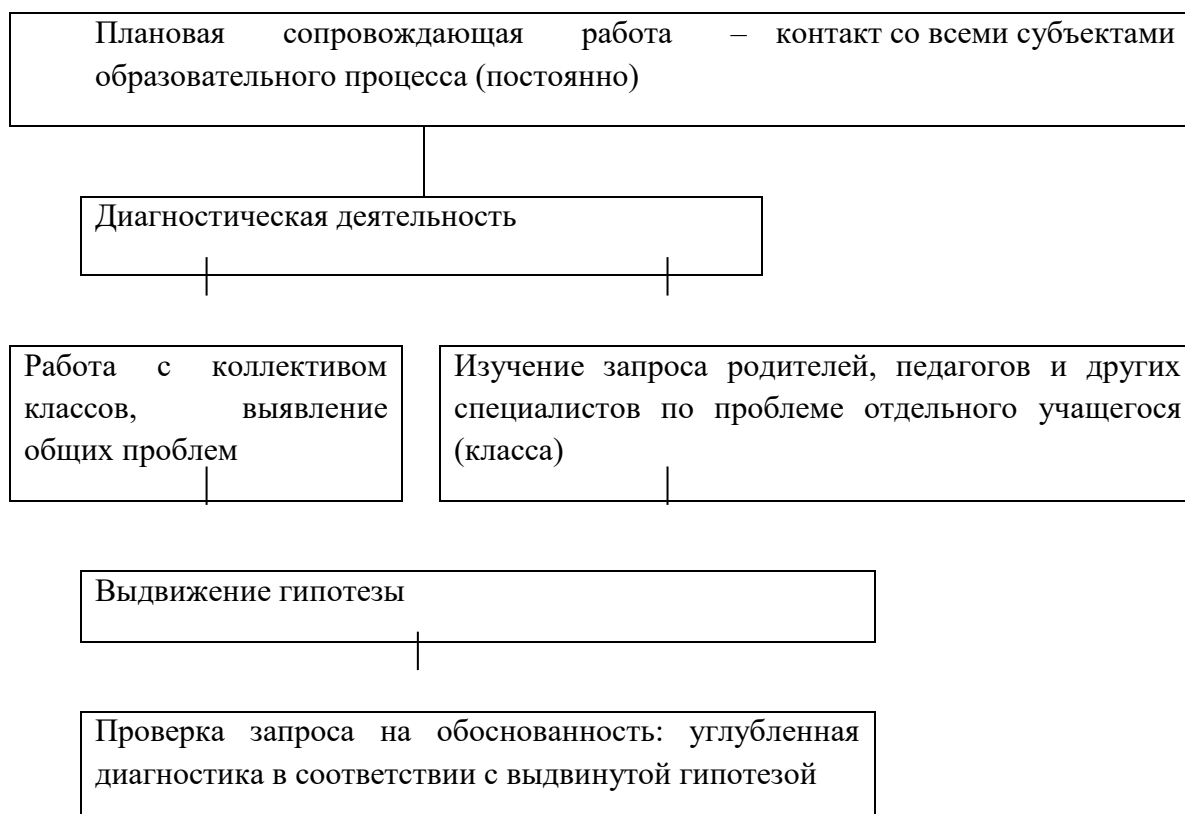 Плановая сопровождающая работа – контакт со всеми субъектами
образовательного процесса (постоянно)
Диагностическая деятельность
Работа с коллективом
классов, выявление
общих проблем
Изучение запроса родителей, педагогов и других
специалистов по проблеме отдельного учащегося
(класса)
Выдвижение гипотезы
Проверка запроса на обоснованность: углубленная
диагностика в соответствии с выдвинутой гипотезой